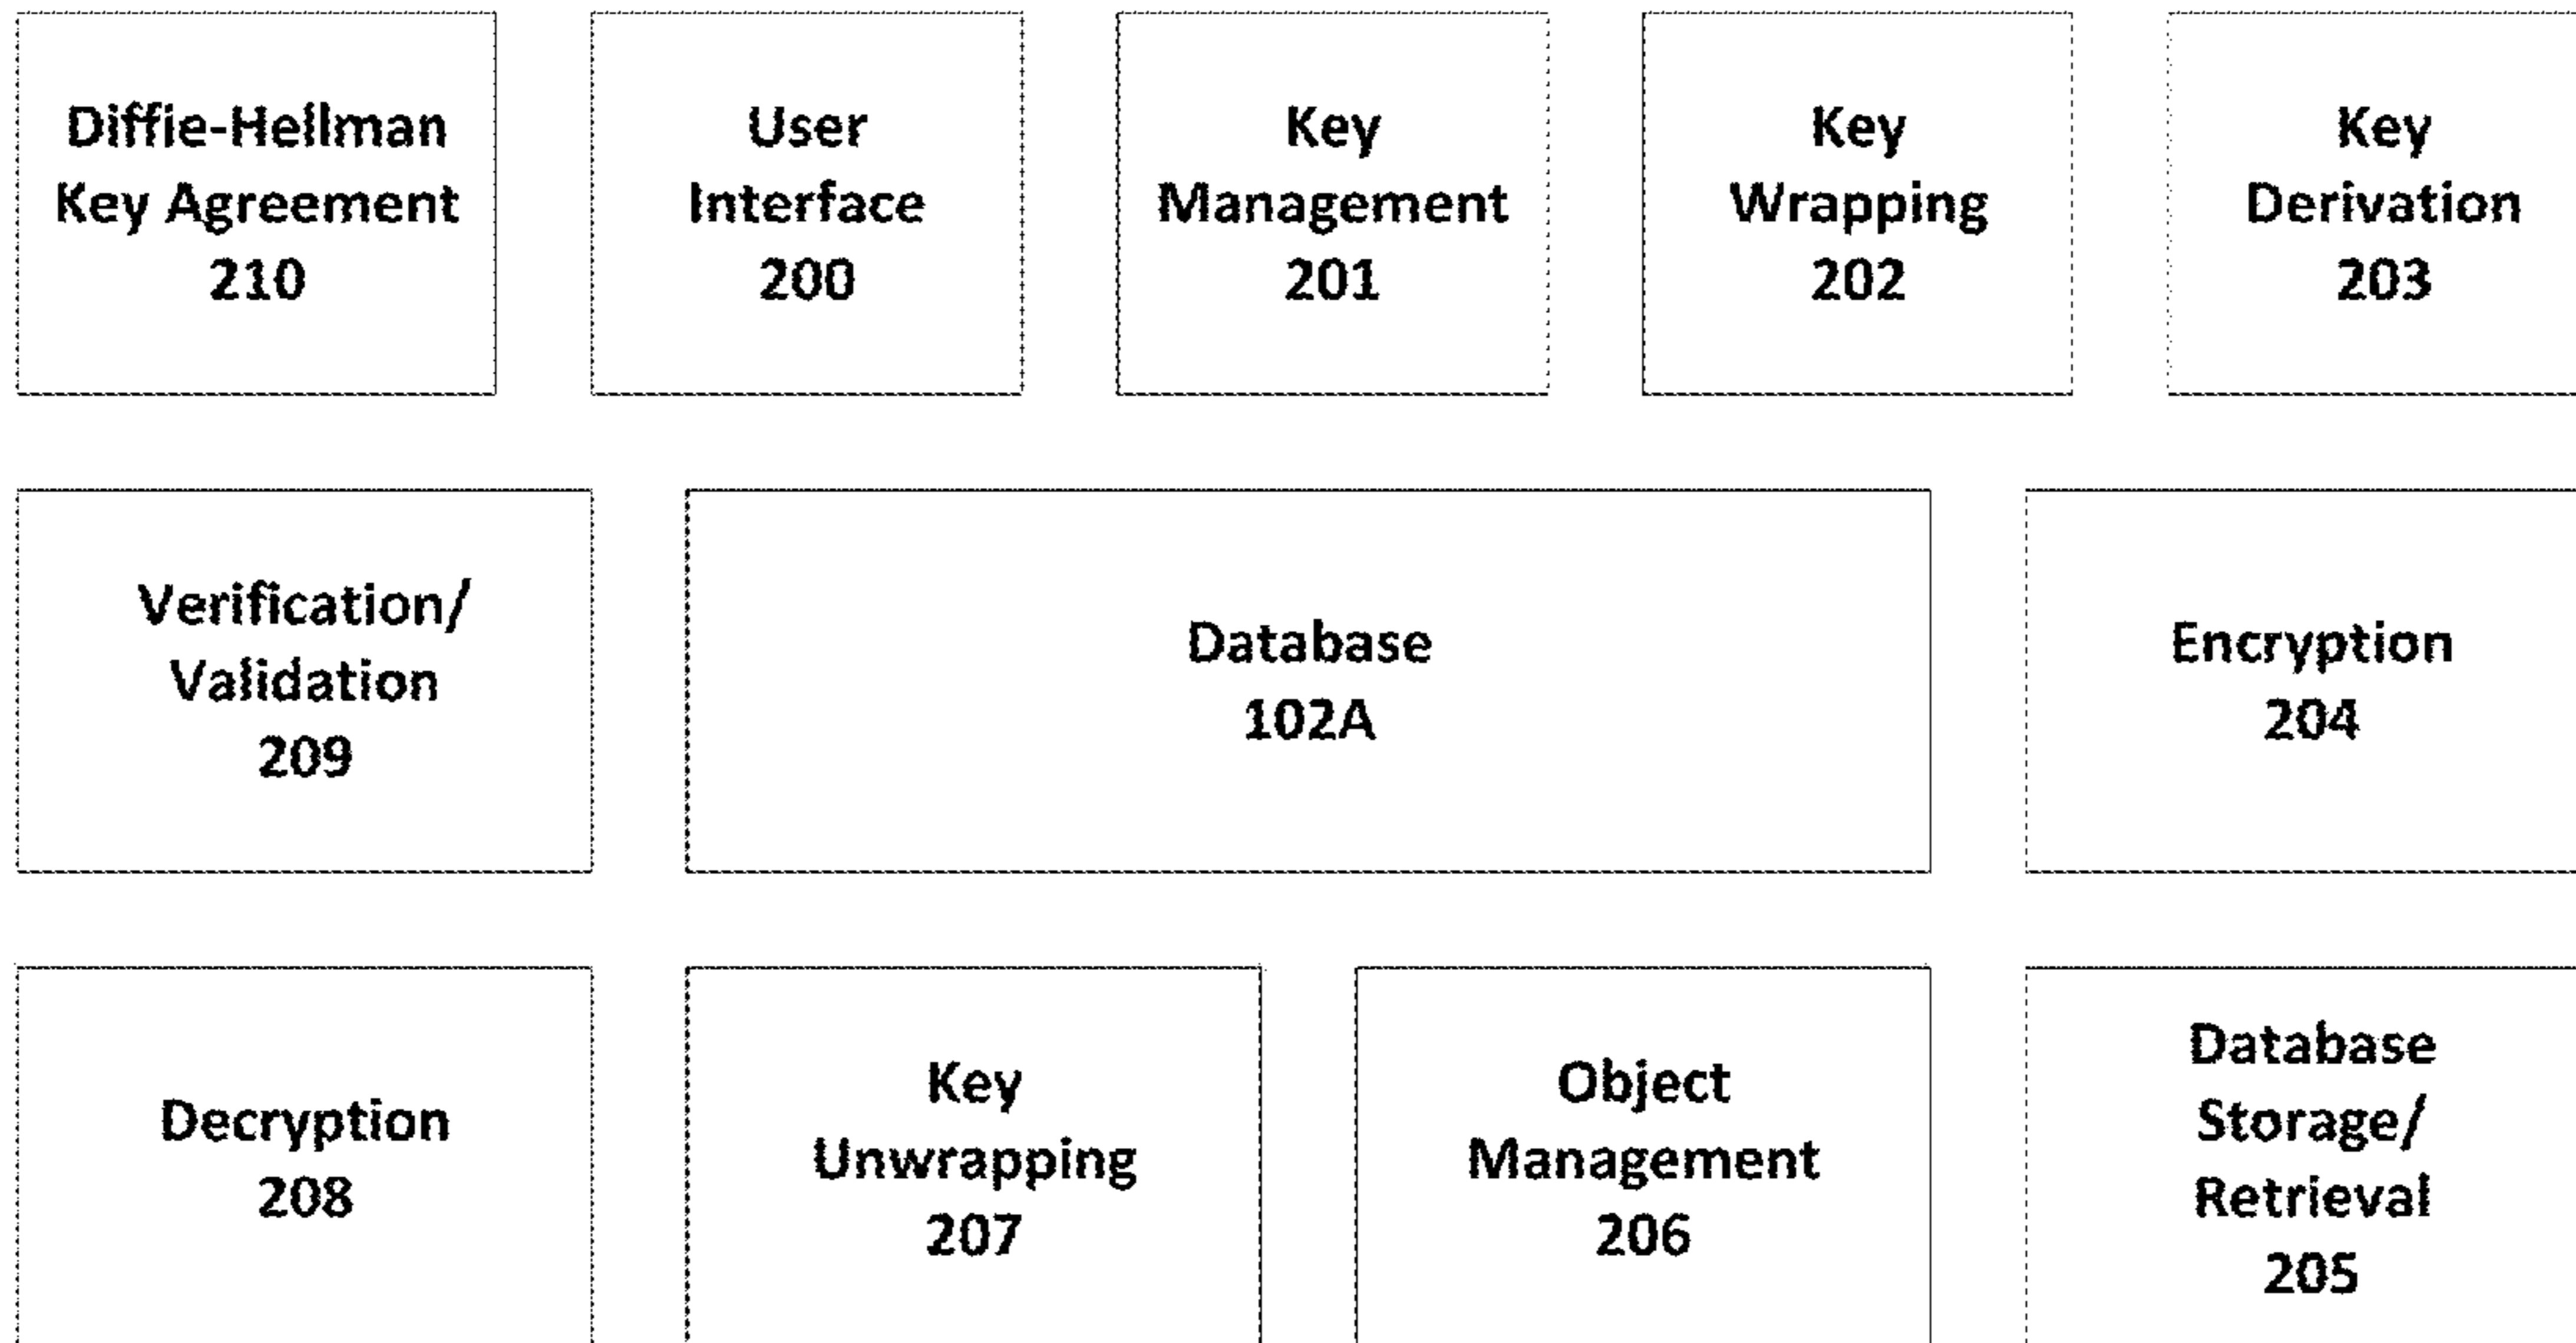 Diffie-Hellman
Key Agreement
210
User
Interface
200
Key
Management
201
Key
Wrapping
202
Key
Derivation
203
Verification/
Validation
209
Database
102A
Encryption
204
Decryption
208
Key
Unwrapping
207
Object
Management
206
Database
Storage/
Retrieval
205